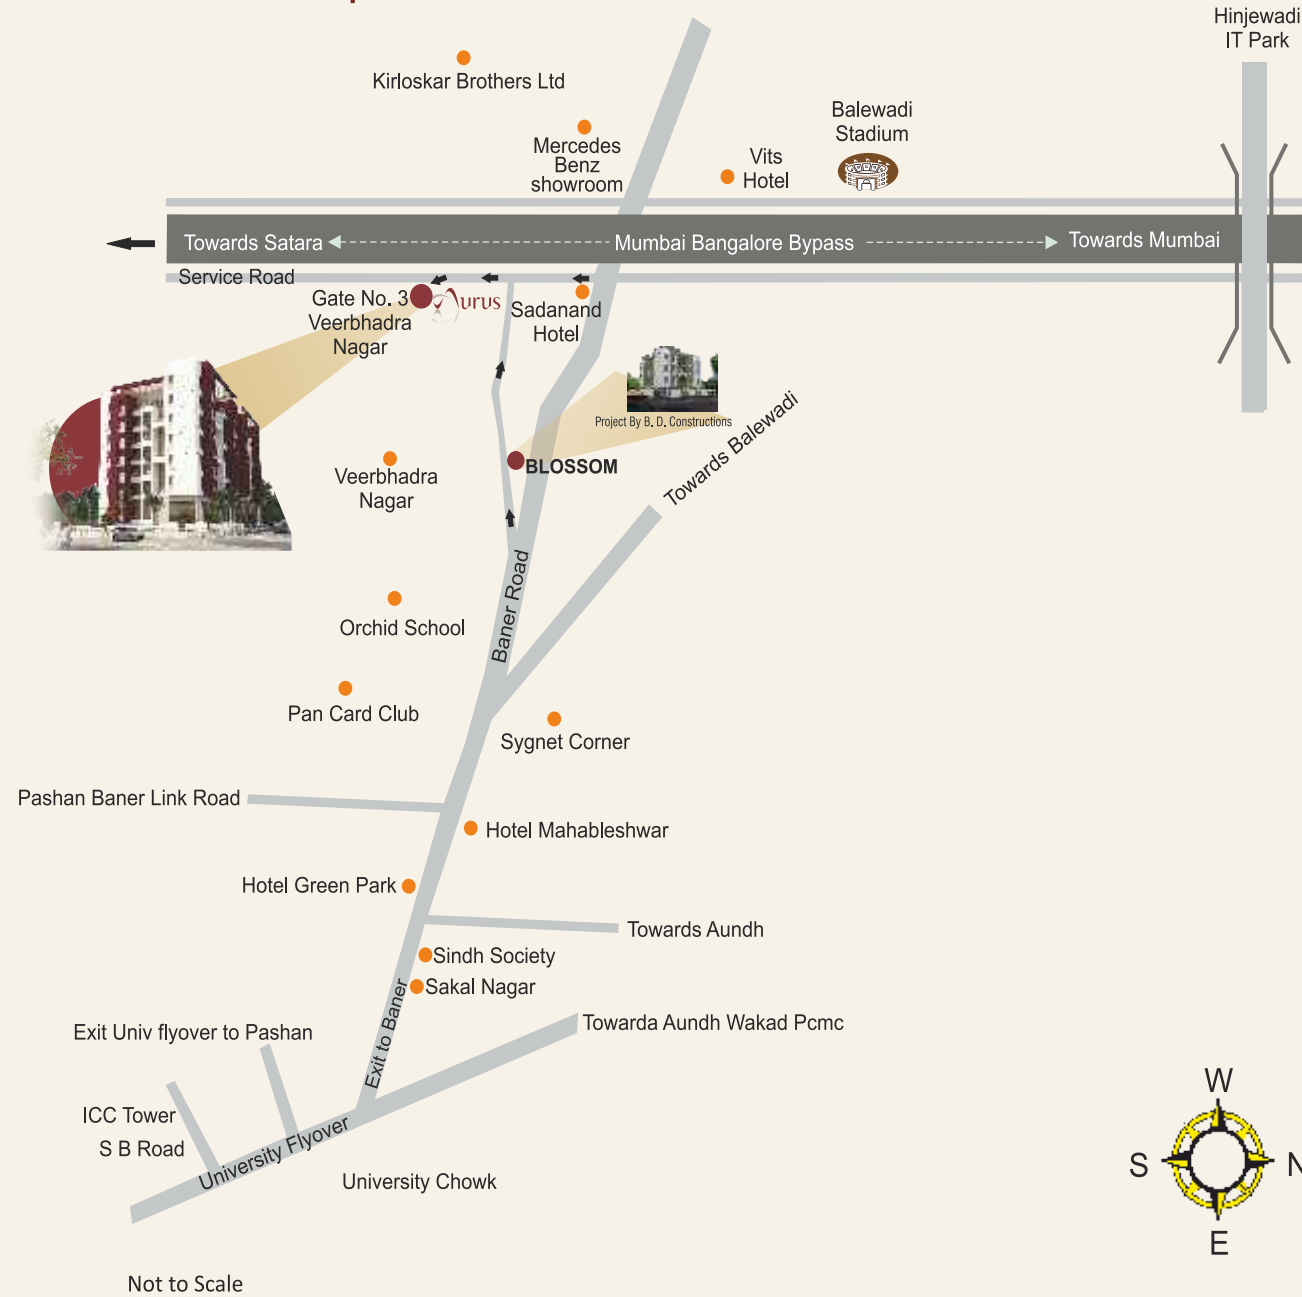 Hinjewadi
IT Park
Kirloskar Brothers Ltd
Balewadi
Stadium
Mercedes
Benz
showroom
Vits
Hotel
Towards Satara
Mumbai Bangalore Bypass
Towards Mumbai
Service Road
Gate No. 3
Veerbhadra
Nagar
Aurus
Sadanand
Hotel
Project By B. D. Constructions
Towards Balewadi
BLOSSOM
Veerbhadra
Nagar
Baner Road
Orchid School
Pan Card Club
Sygnet Corner
Pashan Baner Link Road
Hotel Mahableshwar
Hotel Green Park
Towards Aundh
Sindh Society
Sakal Nagar
Exit to Baner
Towarda Aundh Wakad Pcmc
Exit Univ flyover to Pashan
ICC Tower
S B Road
University Flyover
University Chowk
W
S
N
E
Not to Scale